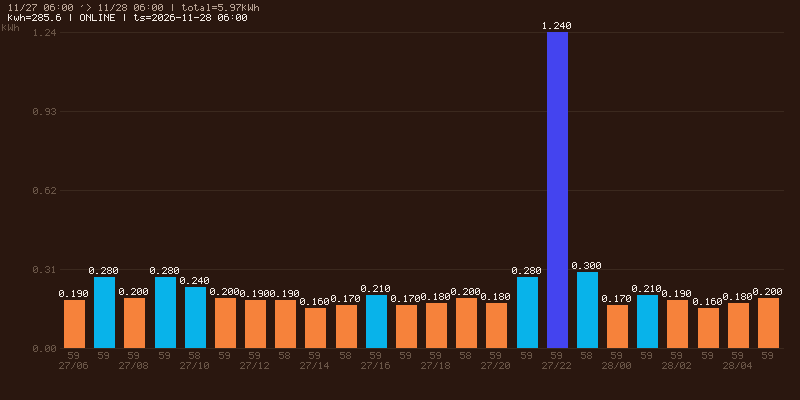 11/27 06:00 -> 11/28 06:00 | total=5.97kWh
Kwh=285.6 | ONLINE | ts=2026-11-28 06:00
kWh
1.24
0.93
0.62
0.31
0.00
0.190 0.280 0.200 0.280 0.240 0.200 0.190 0.190 0.160 0.170 0.210 0.170 0.180 0.200 0.180 0.280 1.240 0.300 0.170 0.210 0.190 0.160 0.180 0.200
59 59 59 59 58 59 59 58 59 58 59 59 59 58 59 59 59 58 59 59 59 59 59 59
27/06 27/08 27/10 27/12 27/14 27/16 27/18 27/20 27/22 28/00 28/02 28/04